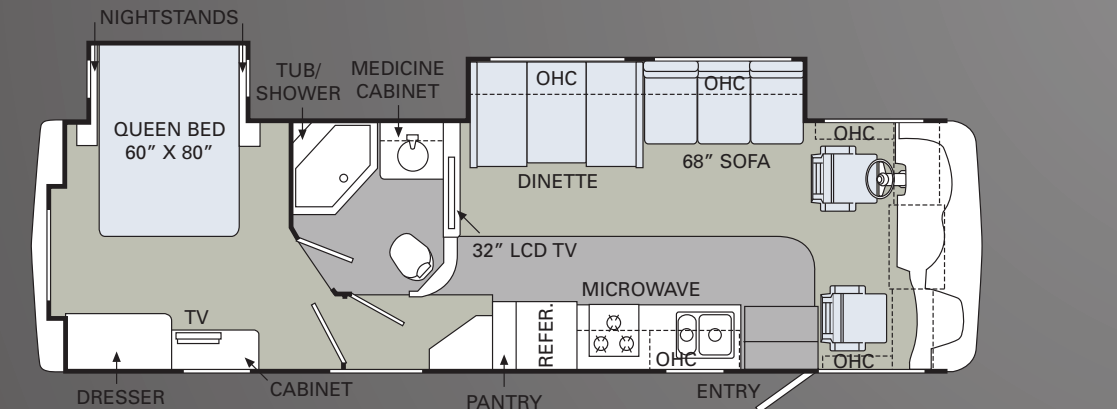 NIGHTSTANDS
TUB/
SHOWER
MEDICINE
CABINET
OHC
OHC
OHC
QUEEN BED
60” X 80”
DINETTE
68” SOFA
32” LCD TV
MICROWAVE
TV
REFER.
OHC
OHC
DRESSER
CABINET
PANTRY
ENTRY